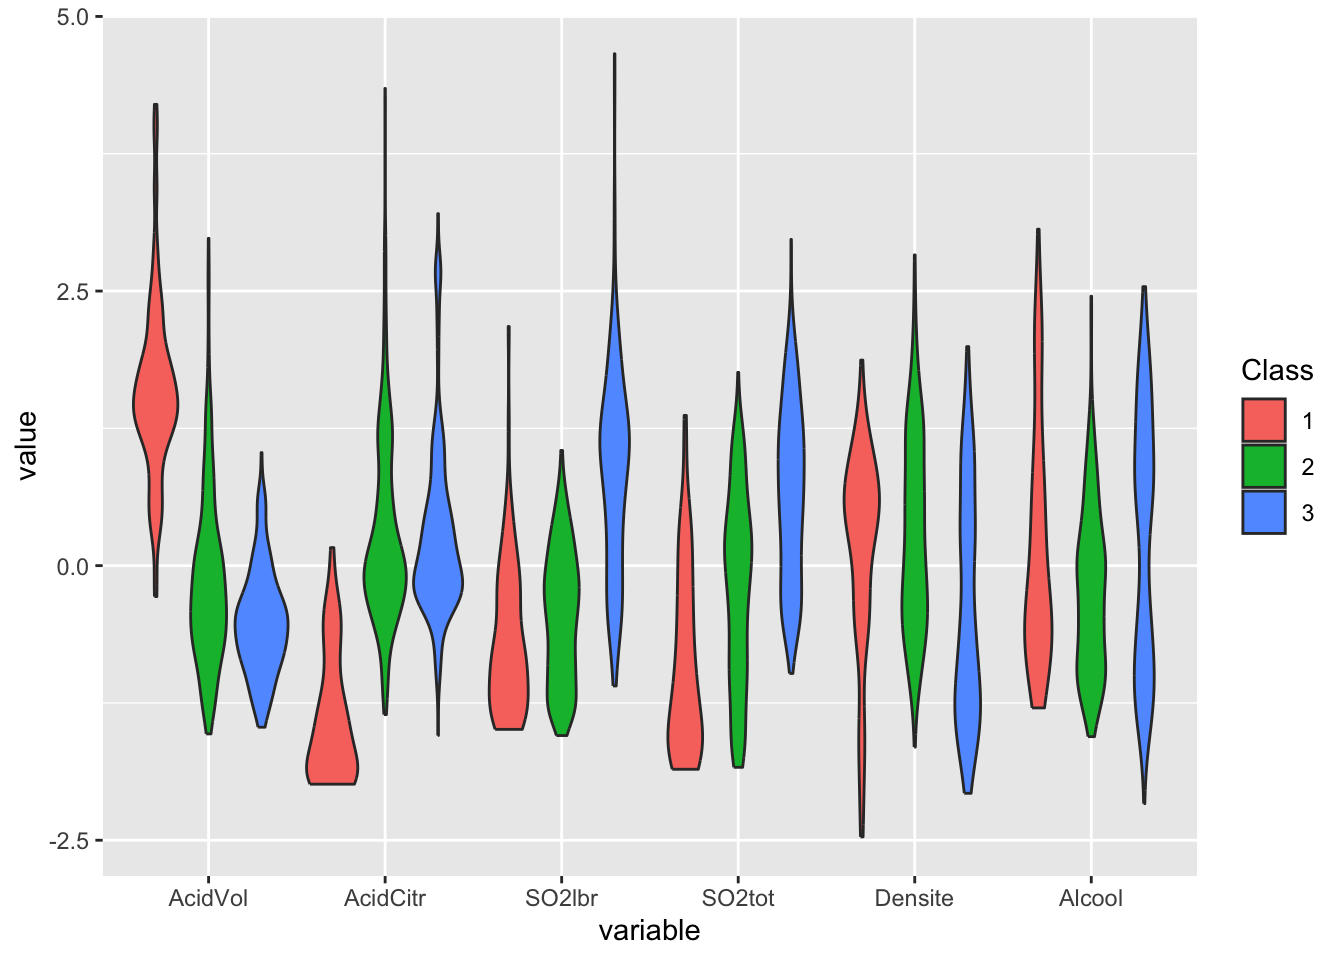 value
5.0
2.5
0.0
-2.5
AcidVol AcidCitr SO2lbr SO2tot Densite Alcool
variable
Class
1
2
3